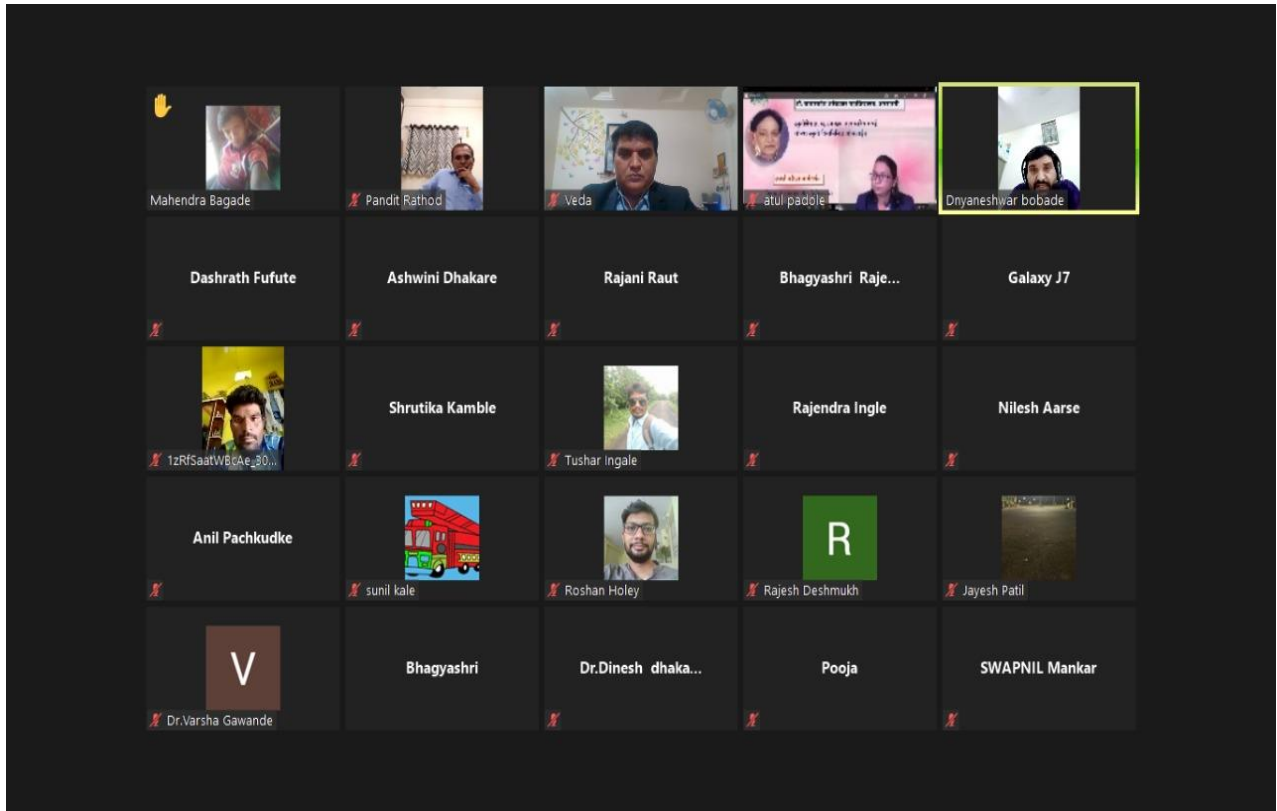 Mahendra Bagade
Pandit Rathod
Veda
atul padole
Dnyaneshwar bobade
Dashrath Fufute
Ashwini Dhakare
Rajani Raut
Bhagyashri Raje...
Galaxy J7
1zRfSaatWBcAe_30...
Shrutika Kamble
Tushar Ingale
Rajendra Ingle
Nilesh Aarse
Anil Pachkudke
sunil kale
Roshan Holey
R
Rajesh Deshmukh
Jayesh Patil
V
Dr.Varsha Gawande
Bhagyashri
Dr.Dinesh dhaka...
Pooja
SWAPNIL Mankar